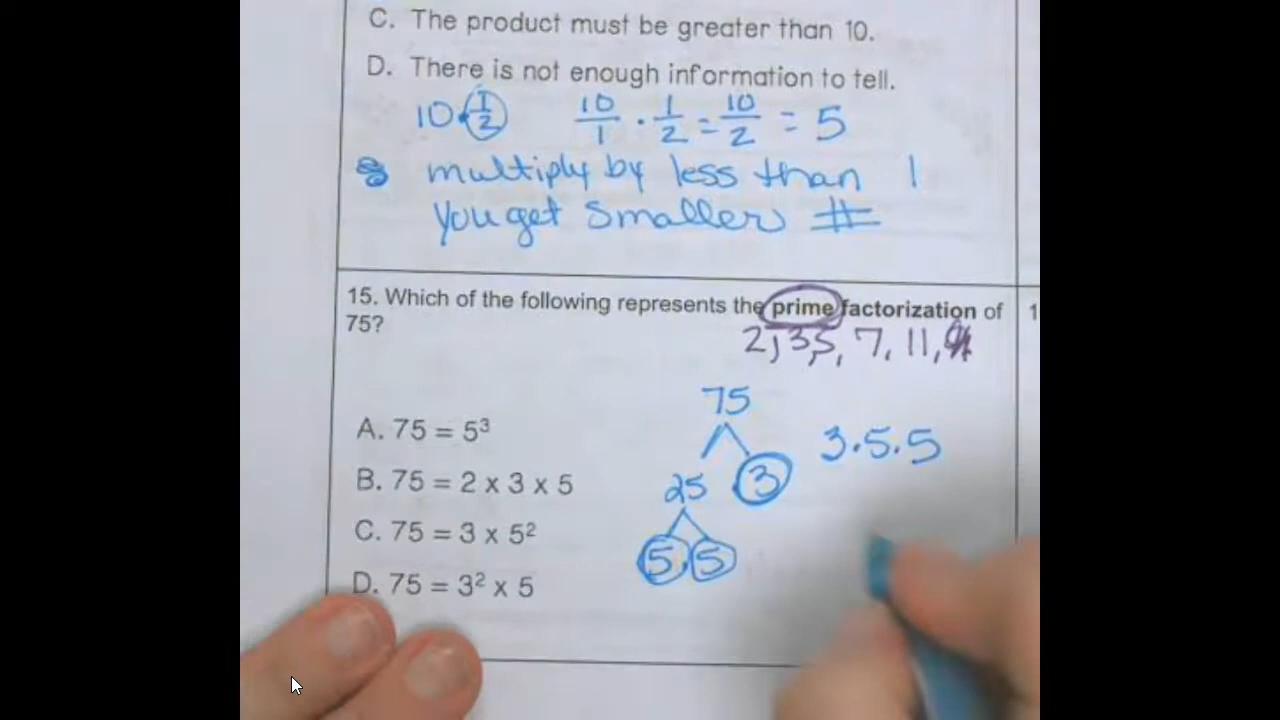 C. The product must be greater than 10.
D. There is not enough information to tell.
10 · 1/2 10/1 · 1/2 = 10/2 = 5
multiply by less than 1
you get smaller #
15. Which of the following represents the prime factorization of
75?
1
2, 3, 5, 7, 11,
75
A. 75 = 5³
3·5·5
B. 75 = 2 x 3 x 5
25 3
C. 75 = 3 x 5²
5 5
D. 75 = 3² x 5